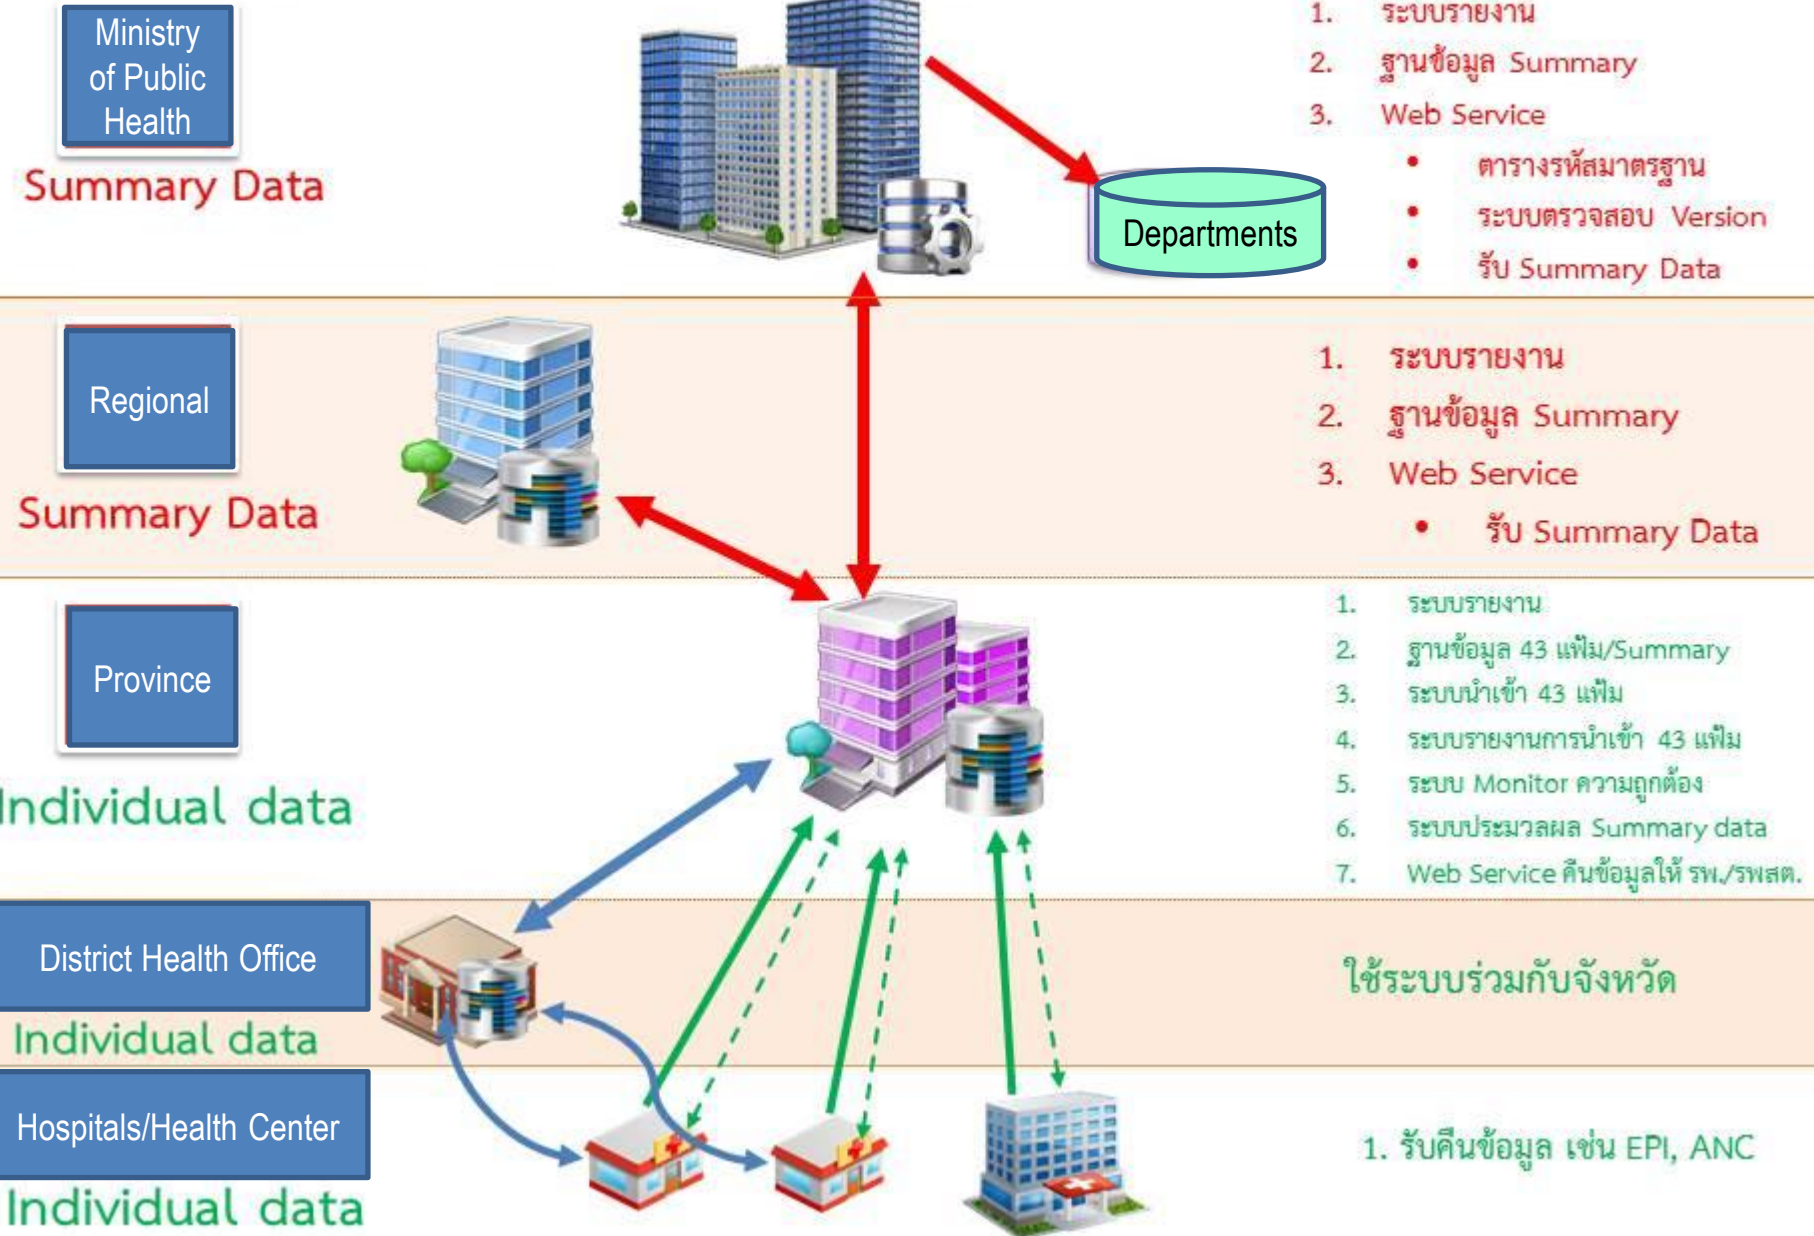 Ministry
of Public
Health
Summary Data
Departments
1. ระบบรายงาน
2. ฐานข้อมูล Summary
3. Web Service
• ตารางรหัสมาตรฐาน
• ระบบตรวจสอบ Version
• รับ Summary Data
Regional
Summary Data
1. ระบบรายงาน
2. ฐานข้อมูล Summary
3. Web Service
• รับ Summary Data
Province
Individual data
1. ระบบรายงาน
2. ฐานข้อมูล 43 แฟ้ม/Summary
3. ระบบนำเข้า 43 แฟ้ม
4. ระบบรายงานการนำเข้า 43 แฟ้ม
5. ระบบ Monitor ความถูกต้อง
6. ระบบประมวลผล Summary data
7. Web Service คืนข้อมูลให้ รพ./รพสต.
District Health Office
Individual data
ใช้ระบบร่วมกับจังหวัด
Hospitals/Health Center
Individual data
1. รับคืนข้อมูล เช่น EPI, ANC